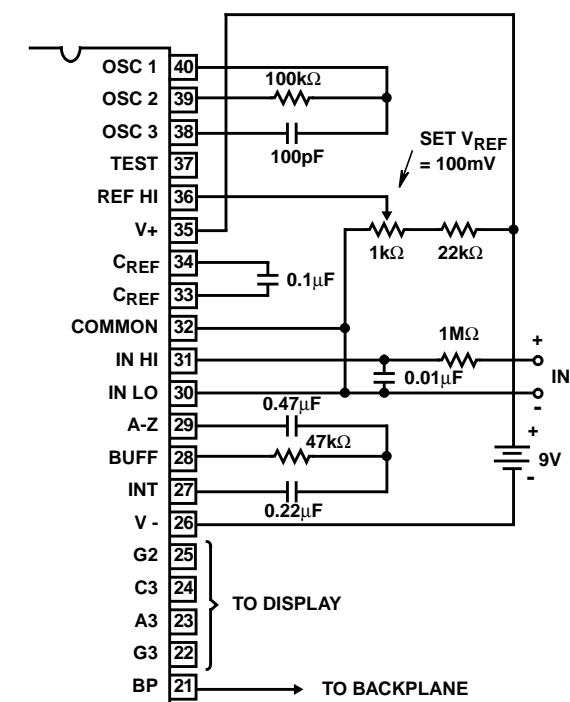 OSC 1 40
100kΩ
OSC 2 39
OSC 3 38
100pF
SET VREF
= 100mV
TEST 37
REF HI 36
V+ 35
1kΩ 22kΩ
CREF 34
0.1µF
CREF 33
COMMON 32
1MΩ
+
IN HI 31
0.01µF
IN
IN LO 30
-
0.47µF
A-Z 29
+
47kΩ
BUFF 28
9V
-
INT 27
0.22µF
V - 26
G2 25
C3 24
TO DISPLAY
A3 23
G3 22
BP 21
TO BACKPLANE